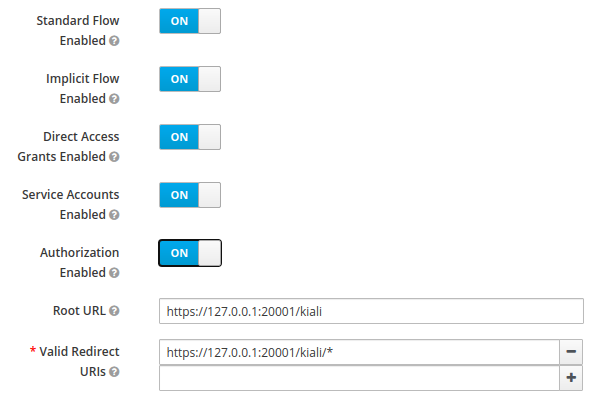 Standard Flow
Enabled
ON
Implicit Flow
Enabled
ON
Direct Access
Grants Enabled
ON
Service Accounts
Enabled
ON
Authorization
Enabled
ON
Root URL
https://127.0.0.1:20001/kiali
* Valid Redirect
URIs
https://127.0.0.1:20001/kiali/*